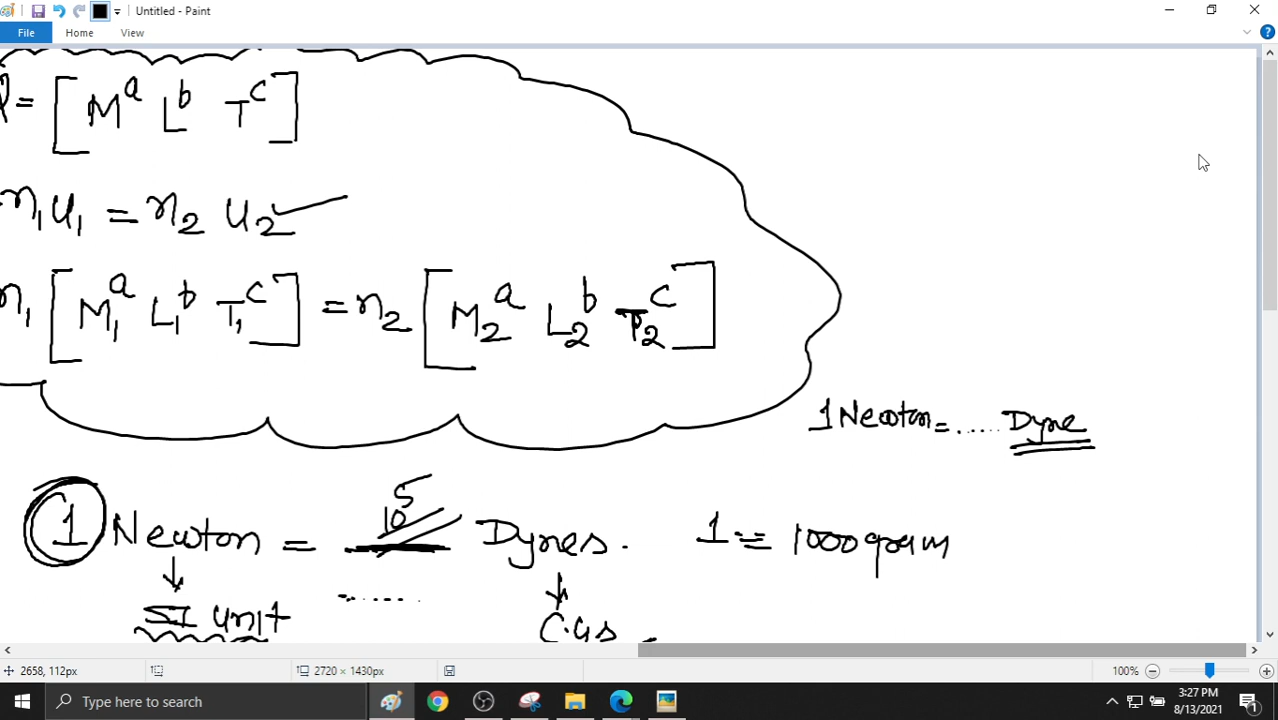 Untitled - Paint
File Home View
= [M^a L^b T^c]
n₁u₁ = n₂ u₂
n₁ [M₁^a L₁^b T₁^c] = n₂ [M₂^a L₂^b T₂^c]
1 Newton = ...... Dyne
1 Newton = 10^5 Dynes. 1 = 1000 gram
......
SI unit C.G.S
2658, 112px 2720 × 1430px 100%
Type here to search
3:27 PM
8/13/2021
1